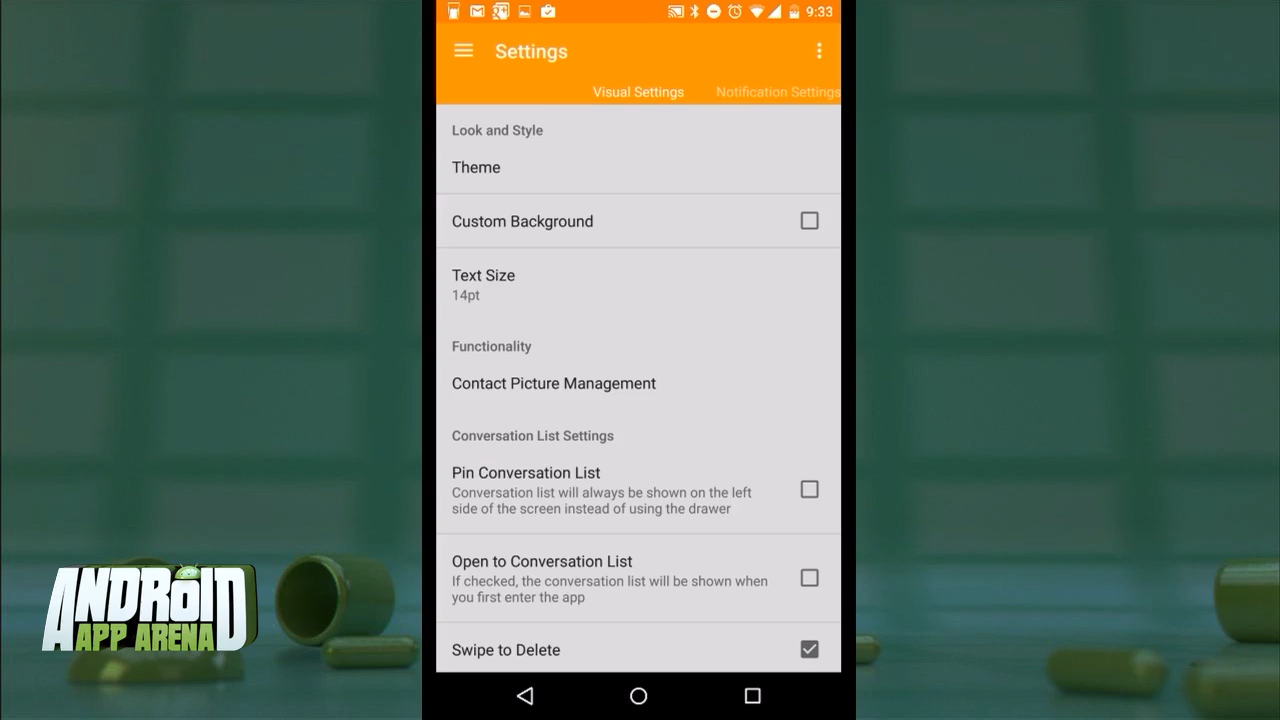 9:33
Settings
Visual Settings
Notification Settings
Look and Style
Theme
Custom Background
Text Size
14pt
Functionality
Contact Picture Management
Conversation List Settings
Pin Conversation List
Conversation list will always be shown on the left
side of the screen instead of using the drawer
Open to Conversation List
If checked, the conversation list will be shown when
you first enter the app
Swipe to Delete
ANDROID
APP ARENA